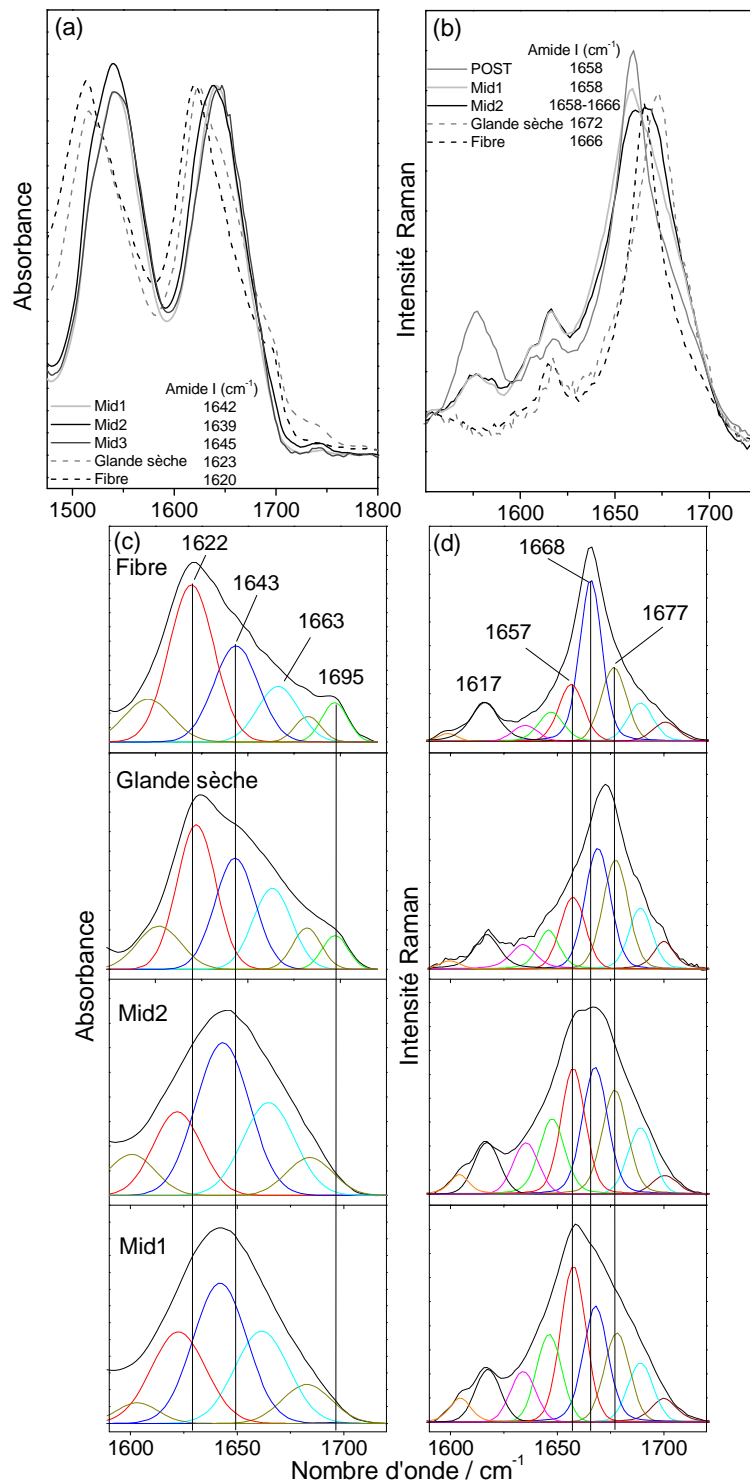 (a)
Absorbance
Amide I (cm-1)
Mid1 1642
Mid2 1639
Mid3 1645
Glande sèche 1623
Fibre 1620
1500 1600 1700 1800
(b)
Intensité Raman
Amide I (cm-1)
POST 1658
Mid1 1658
Mid2 1658-1666
Glande sèche 1672
Fibre 1666
1600 1650 1700
(c)
Fibre
1622
1643
1663
1695
Glande sèche
Mid2
Mid1
Absorbance
1600 1650 1700
(d)
1668
1657
1677
1617
Intensité Raman
1600 1650 1700
Nombre d'onde / cm-1